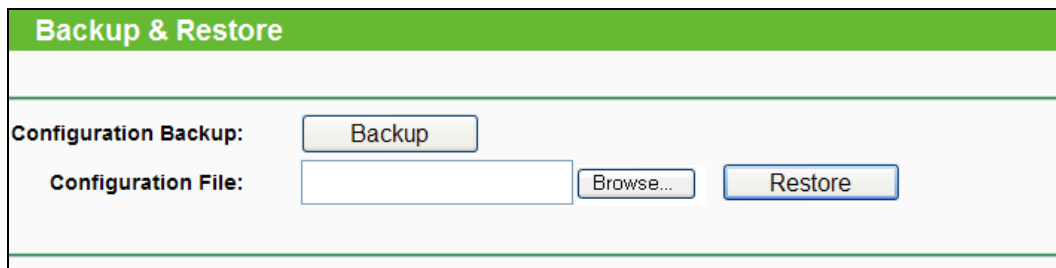 Backup & Restore
Configuration Backup: Backup
Configuration File: Browse... Restore